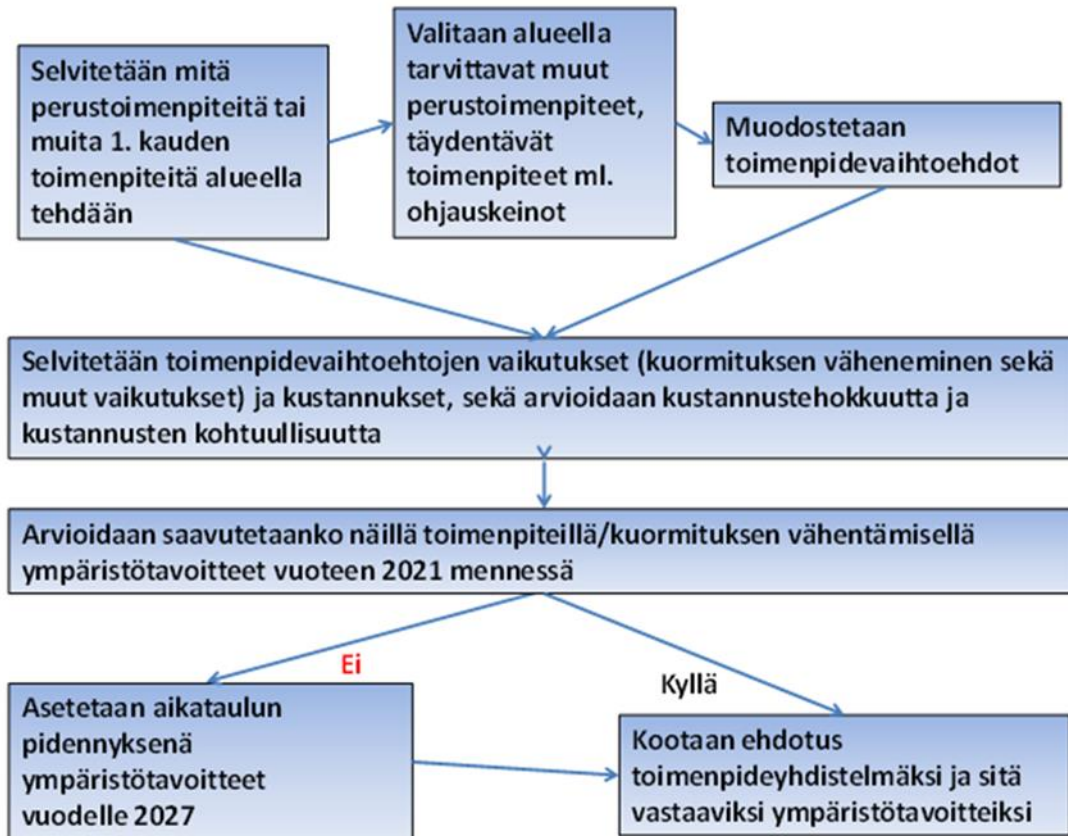 Selvitetään mitä
perustoimenpiteitä tai
muita 1. kauden
toimenpiteitä alueella
tehdään
Valitaan alueella
tarvittavat muut
perustoimenpiteet,
täydentävät
toimenpiteet ml.
ohjauskeinot
Muodostetaan
toimenpidevaihtoehdot
Selvitetään toimenpidevaihtoehtojen vaikutukset (kuormituksen väheneminen sekä
muut vaikutukset) ja kustannukset, sekä arvioidaan kustannustehokkuutta ja
kustannusten kohtuullisuutta
Arvioidaan saavutetaanko näillä toimenpiteillä/kuormituksen vähentämisellä
ympäristötavoitteet vuoteen 2021 mennessä
Ei
Kyllä
Asetetaan aikataulun
pidennyksenä
ympäristötavoitteet
vuodelle 2027
Kootaan ehdotus
toimenpideyhdistelmäksi ja sitä
vastaaviksi ympäristötavoitteiksi